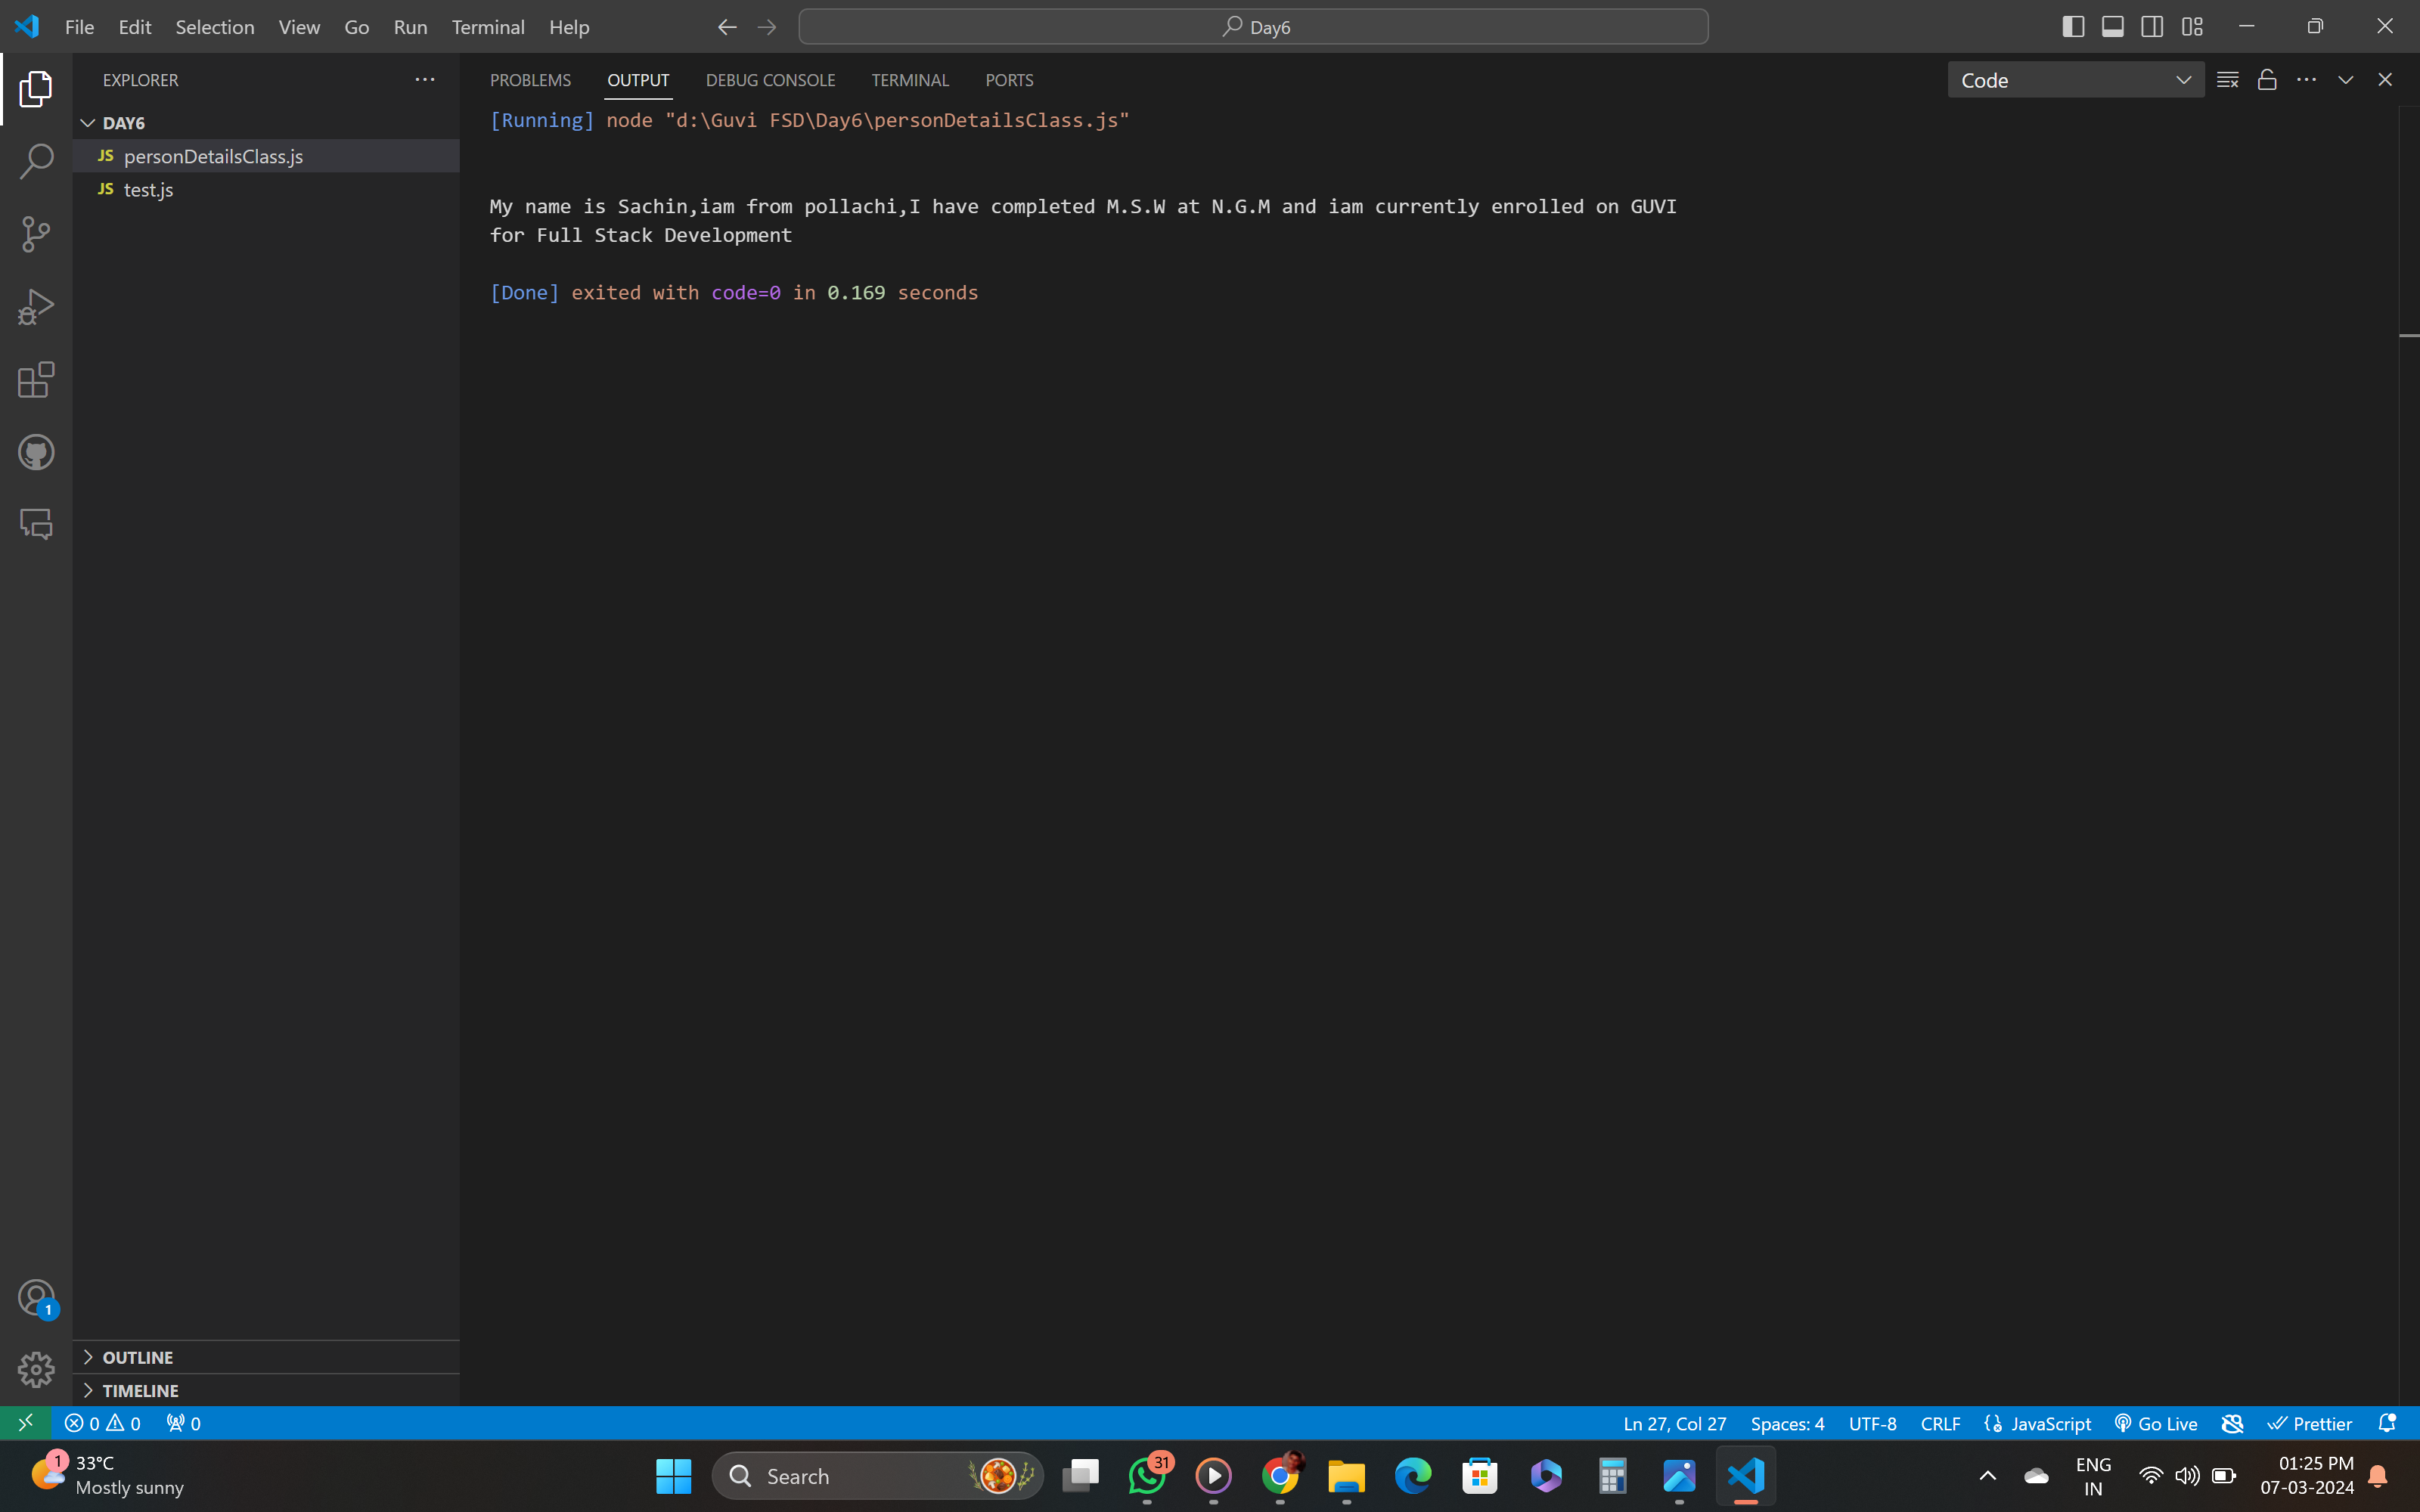 File Edit Selection View Go Run Terminal Help
Day6
EXPLORER
DAY6
JS personDetailsClass.js
JS test.js
PROBLEMS OUTPUT DEBUG CONSOLE TERMINAL PORTS
Code
[Running] node "d:\Guvi FSD\Day6\personDetailsClass.js"
My name is Sachin,iam from pollachi,I have completed M.S.W at N.G.M and iam currently enrolled on GUVI
for Full Stack Development
[Done] exited with code=0 in 0.169 seconds
1
OUTLINE
TIMELINE
0 0 0
Ln 27, Col 27 Spaces: 4 UTF-8 CRLF {} JavaScript Go Live Prettier
1
33°C
Mostly sunny
Search
31
ENG
IN
01:25 PM
07-03-2024